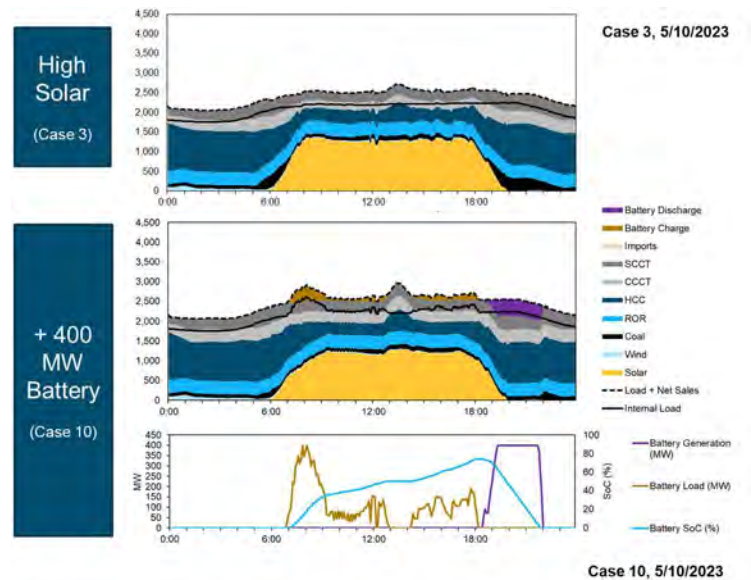 Case 3, 5/10/2023
High
Solar
(Case 3)
4,500
4,000
3,500
3,000
2,500
2,000
1,500
1,000
500
0
0:00
6:00
12:00
18:00
+ 400
MW
Battery
(Case 10)
4,500
4,000
3,500
3,000
2,500
2,000
1,500
1,000
500
0
0:00
6:00
12:00
18:00
Battery Discharge
Battery Charge
Imports
SCCT
CCCT
HCC
ROR
Coal
Wind
Solar
Load + Net Sales
Internal Load
MW
450
400
350
300
250
200
150
100
50
0
0:00
6:00
12:00
18:00
100
80
60
40
20
0
SoC (%)
Battery Generation
(MW)
Battery Load (MW)
Battery SoC (%)
Case 10, 5/10/2023